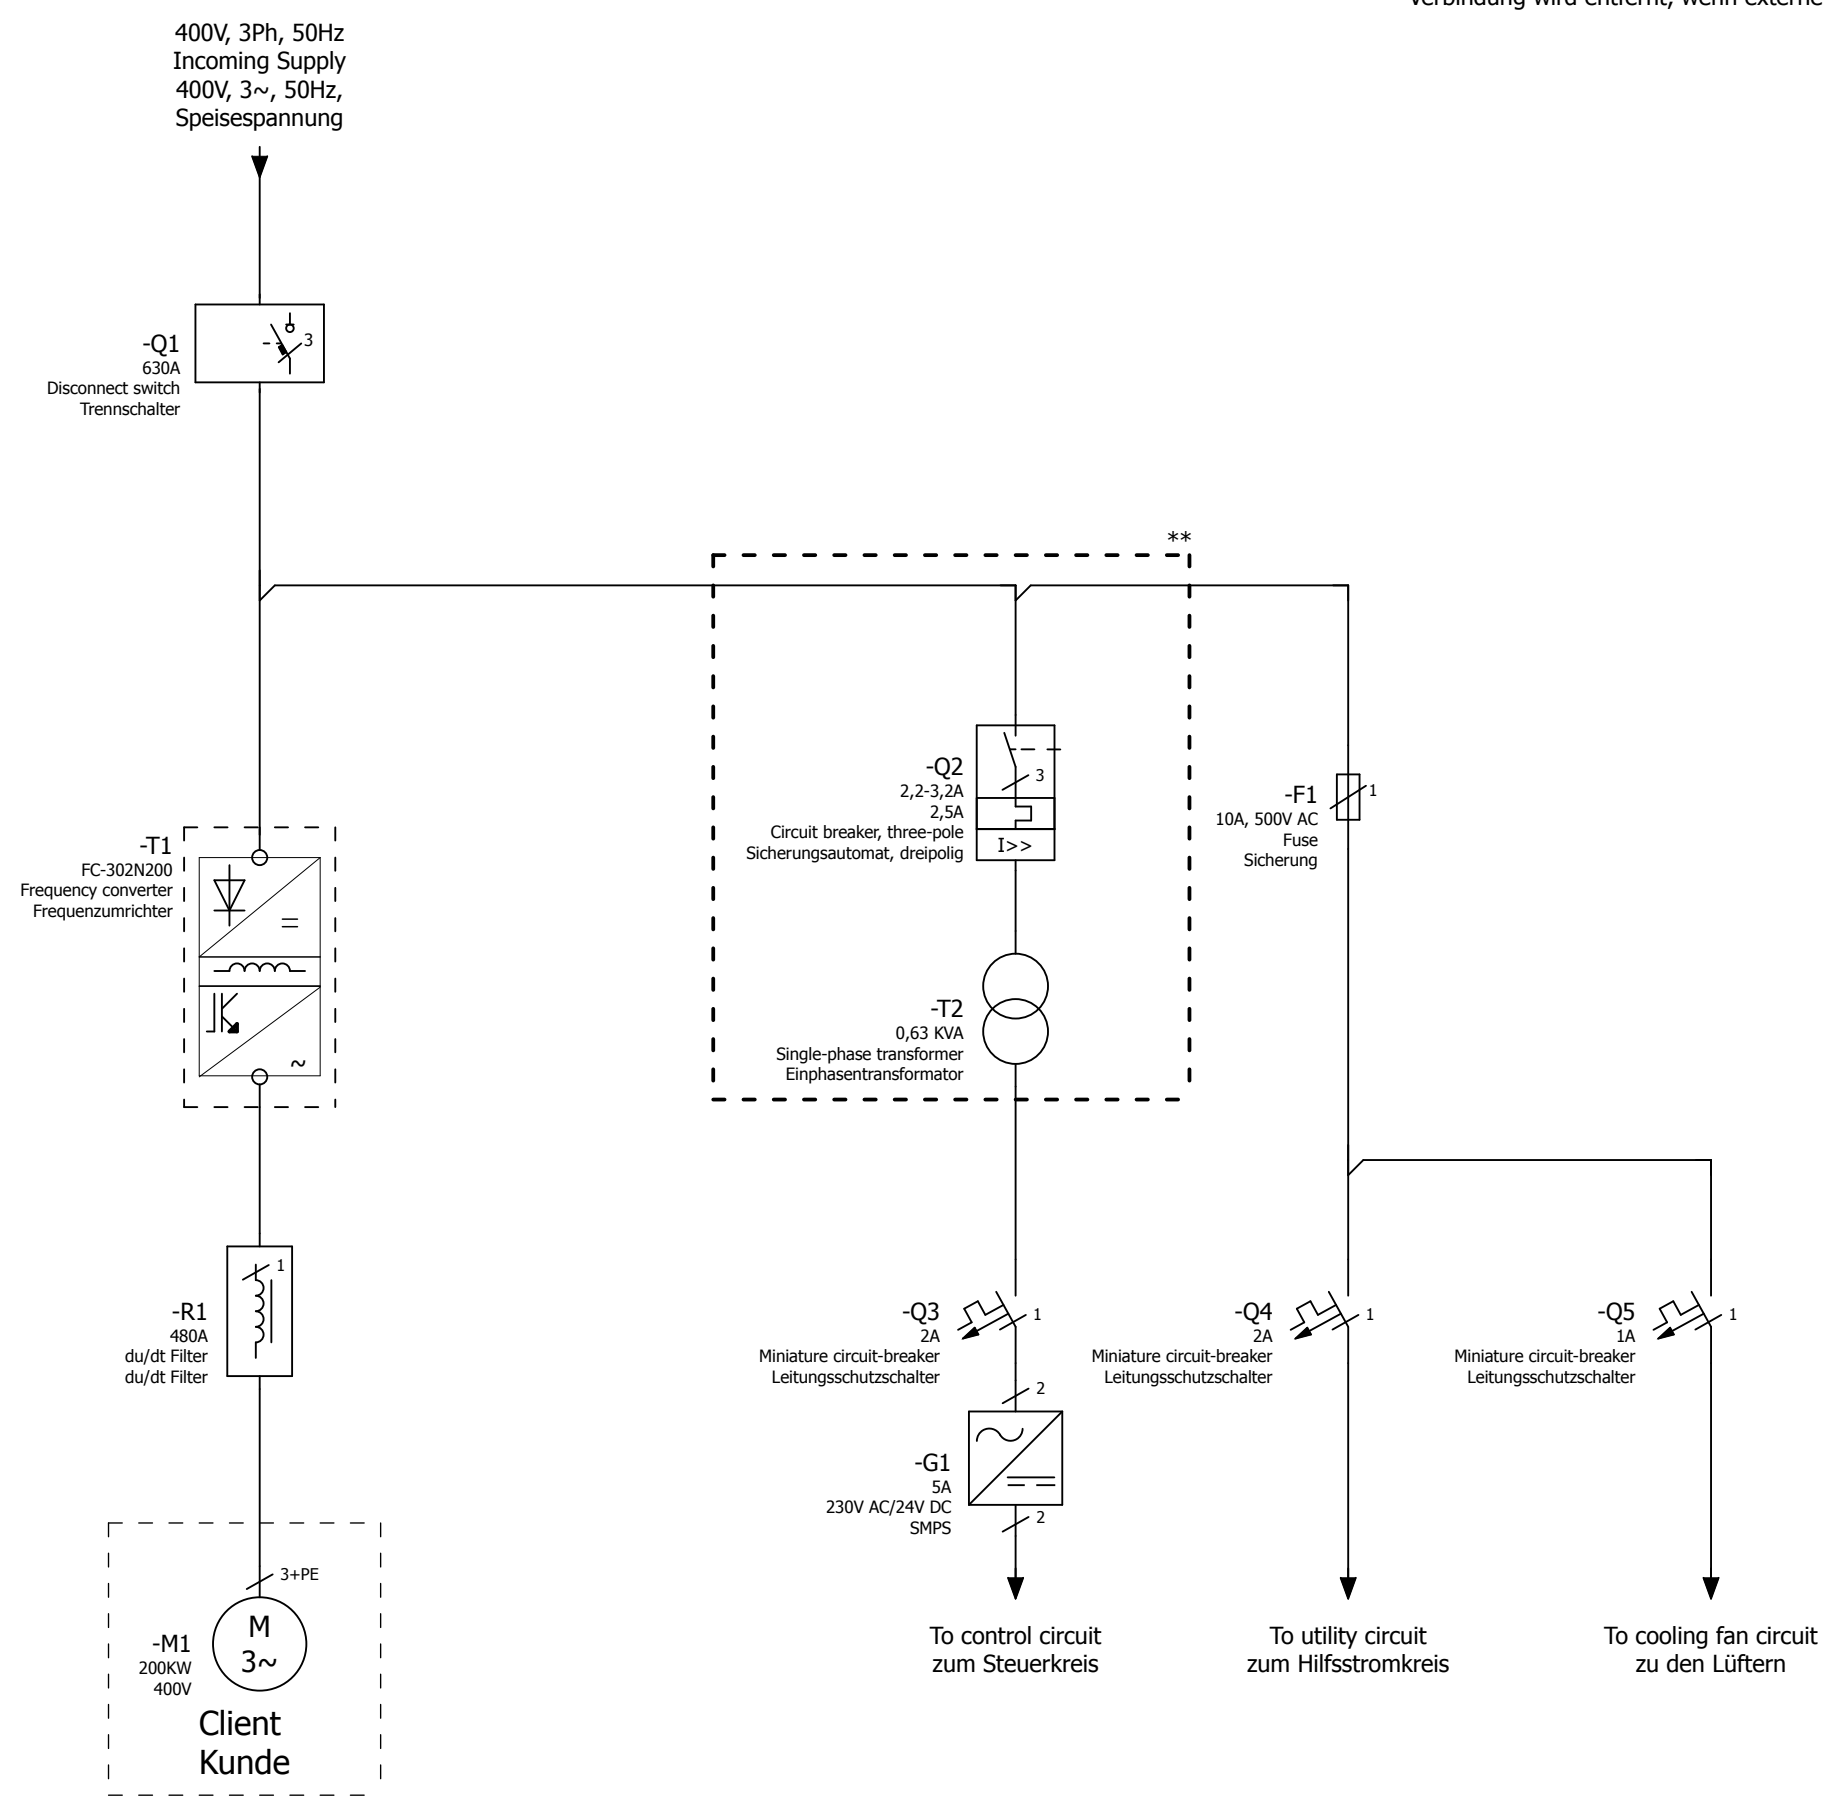 Verbindung wird entfernt, wenn externe
400V, 3Ph, 50Hz
Incoming Supply
400V, 3~, 50Hz,
Speisespannung
-Q1
630A
Disconnect switch
Trennschalter
3
**
-T1
FC-302N200
Frequency converter
Frequenzumrichter
=
~
-Q2
2,2-3,2A
2,5A
Circuit breaker, three-pole
Sicherungsautomat, dreipolig
3
I>>
-F1
10A, 500V AC
Fuse
Sicherung
1
-T2
0,63 KVA
Single-phase transformer
Einphasentransformator
-R1
480A
du/dt Filter
du/dt Filter
1
-Q3
2A
Miniature circuit-breaker
Leitungsschutzschalter
1
-Q4
2A
Miniature circuit-breaker
Leitungsschutzschalter
1
-Q5
1A
Miniature circuit-breaker
Leitungsschutzschalter
1
2
-G1
5A
230V AC/24V DC
SMPS
2
3+PE
-M1
200KW
400V
M
3~
Client
Kunde
To control circuit
zum Steuerkreis
To utility circuit
zum Hilfsstromkreis
To cooling fan circuit
zu den Lüftern